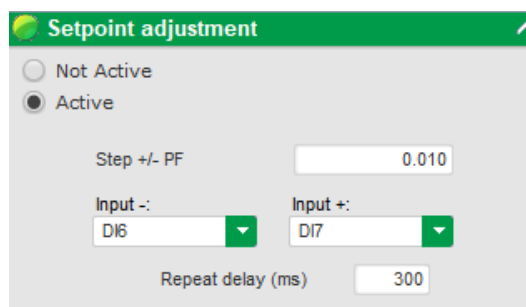 Setpoint adjustment
Not Active
Active
Step +/- PF 0.010
Input -: Input +:
DI6 DI7
Repeat delay (ms) 300